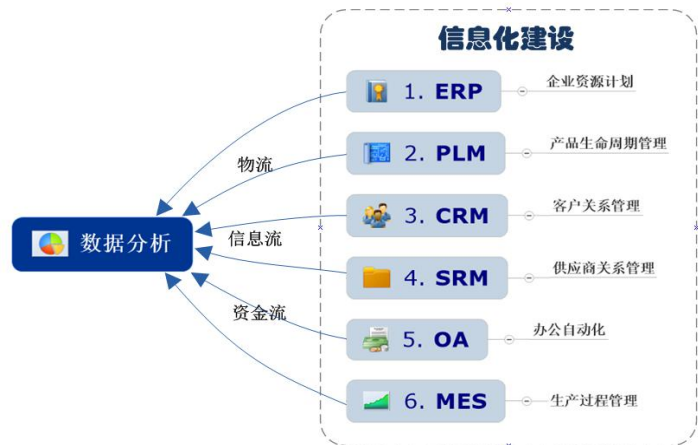 信息化建设
1. ERP
企业资源计划
2. PLM
产品生命周期管理
物流
3. CRM
客户关系管理
信息流
数据分析
4. SRM
供应商关系管理
资金流
5. OA
办公自动化
6. MES
生产过程管理